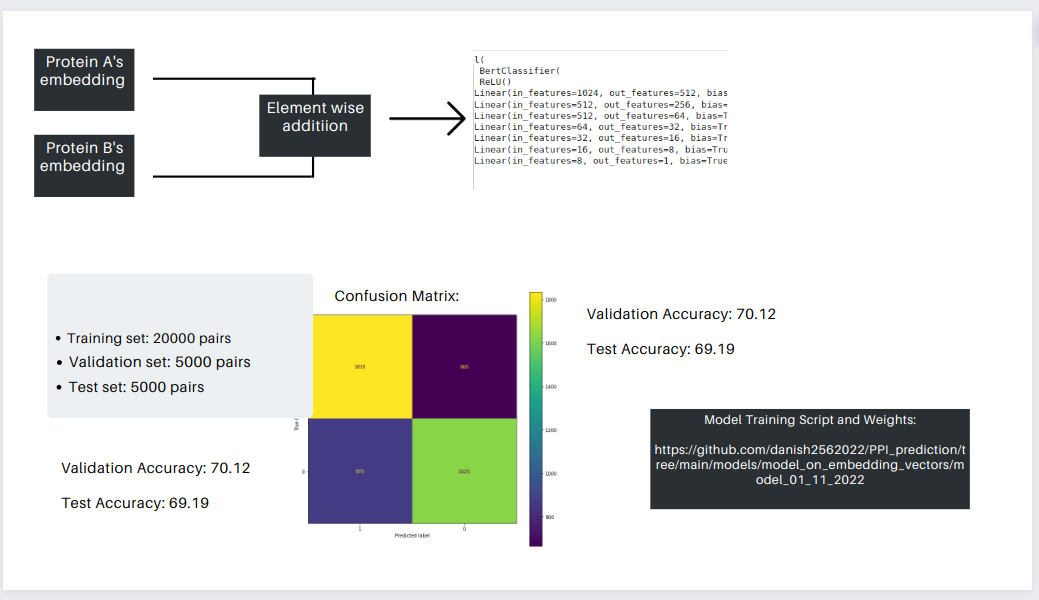 Protein A's
embedding
Protein B's
embedding
Element wise
additiion
l(
BertClassifier(
ReLU()
Linear(in_features=1024, out_features=512, bias
Linear(in_features=512, out_features=256, bias=
Linear(in_features=512, out_features=64, bias=T
Linear(in_features=64, out_features=32, bias=Tr
Linear(in_features=32, out_features=16, bias=Tr
Linear(in_features=16, out_features=8, bias=Tru
Linear(in_features=8, out_features=1, bias=True
• Training set: 20000 pairs
• Validation set: 5000 pairs
• Test set: 5000 pairs
Validation Accuracy: 70.12
Test Accuracy: 69.19
Confusion Matrix:
1835
665
875
1625
True l
0
1
0
Predicted label
1800
1600
1400
1200
1000
800
Validation Accuracy: 70.12
Test Accuracy: 69.19
Model Training Script and Weights:
https://github.com/danish2562022/PPI_prediction/t
ree/main/models/model_on_embedding_vectors/m
odel_01_11_2022